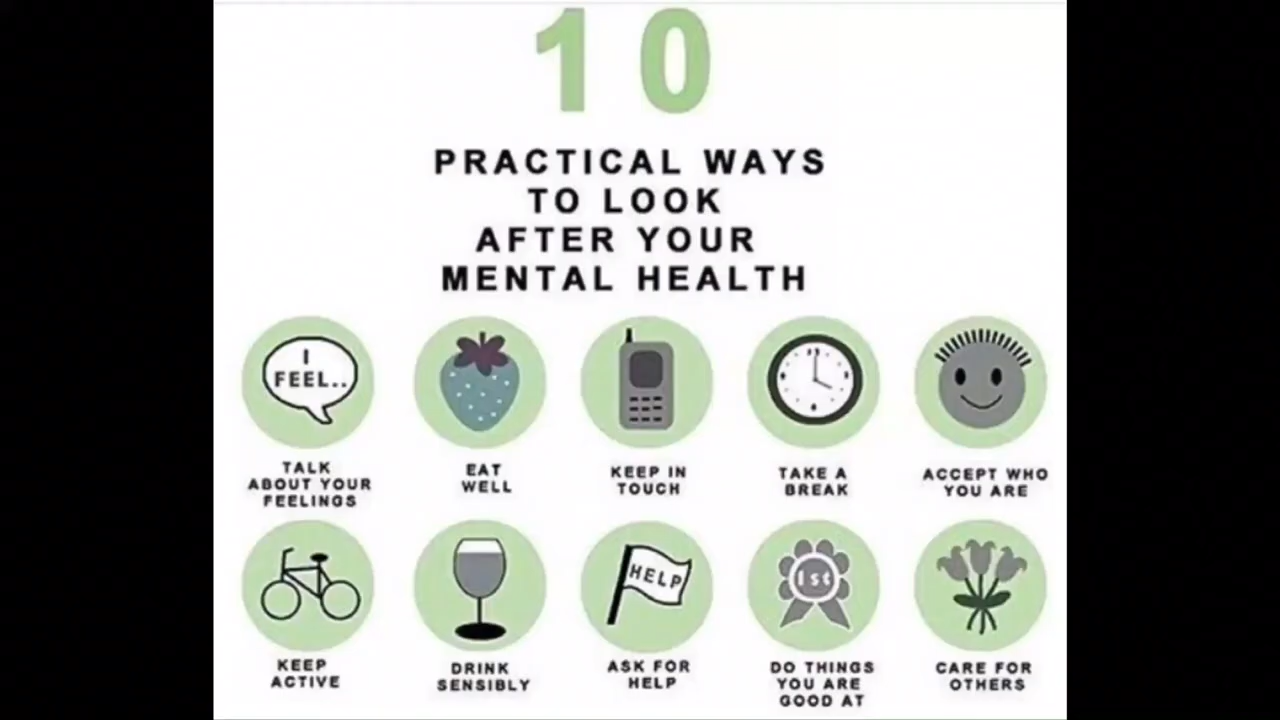 10
PRACTICAL WAYS
TO LOOK
AFTER YOUR
MENTAL HEALTH
I
FEEL..
TALK
ABOUT YOUR
FEELINGS
EAT
WELL
KEEP IN
TOUCH
TAKE A
BREAK
ACCEPT WHO
YOU ARE
KEEP
ACTIVE
DRINK
SENSIBLY
HELP
ASK FOR
HELP
1st
DO THINGS
YOU ARE
GOOD AT
CARE FOR
OTHERS